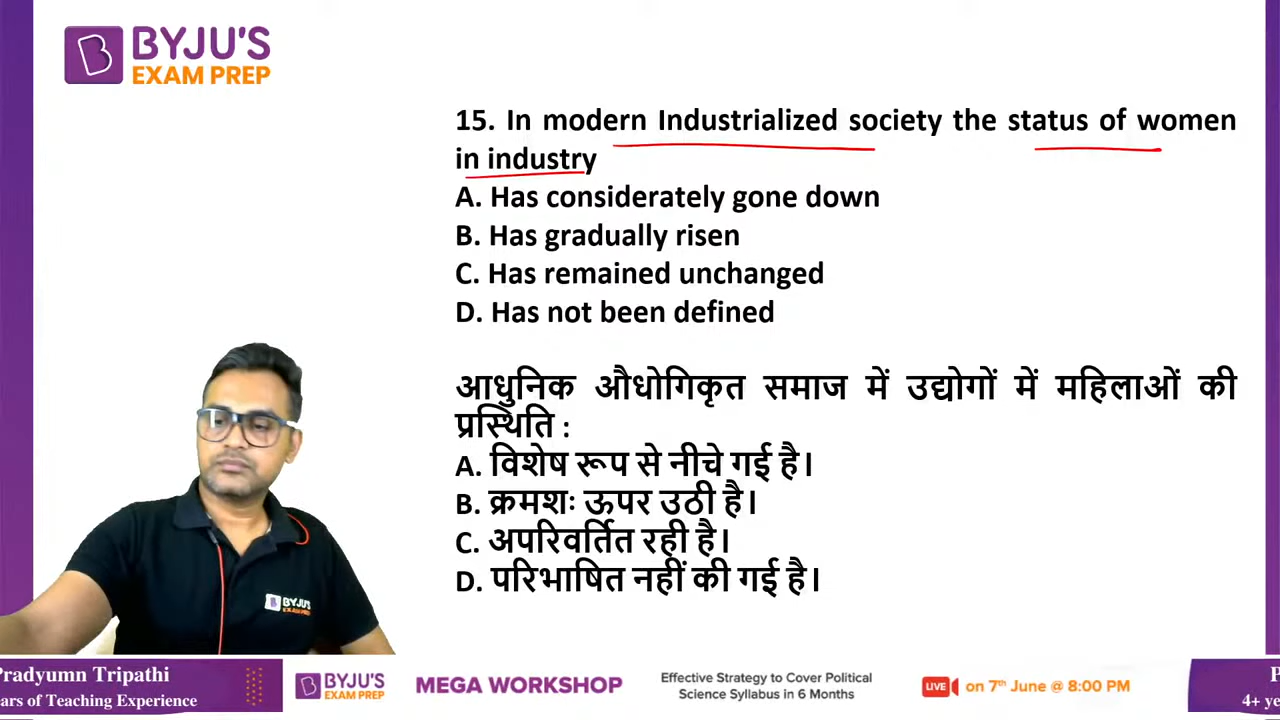 BYJU'S
EXAM PREP
15. In modern Industrialized society the status of women
in industry
A. Has considerately gone down
B. Has gradually risen
C. Has remained unchanged
D. Has not been defined
आधुनिक औधोगिकृत समाज में उद्योगों में महिलाओं की
प्रस्थिति :
A. विशेष रूप से नीचे गई है।
B. क्रमशः ऊपर उठी है।
C. अपरिवर्तित रही है।
D. परिभाषित नहीं की गई है।
BYJU'S
EXAM PREP
Pradyumn Tripathi
ars of Teaching Experience
BYJU'S
EXAM PREP
MEGA WORKSHOP
Effective Strategy to Cover Political
Science Syllabus in 6 Months
LIVE
on 7th June @ 8:00 PM
P
4+ ye